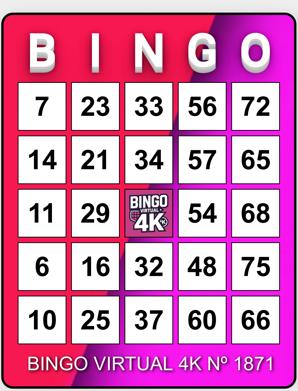 B I N G O
7 23 33 56 72
14 21 34 57 65
11 29 BINGO VIRTUAL 4K 54 68
6 16 32 48 75
10 25 37 60 66
BINGO VIRTUAL 4K Nº 1871